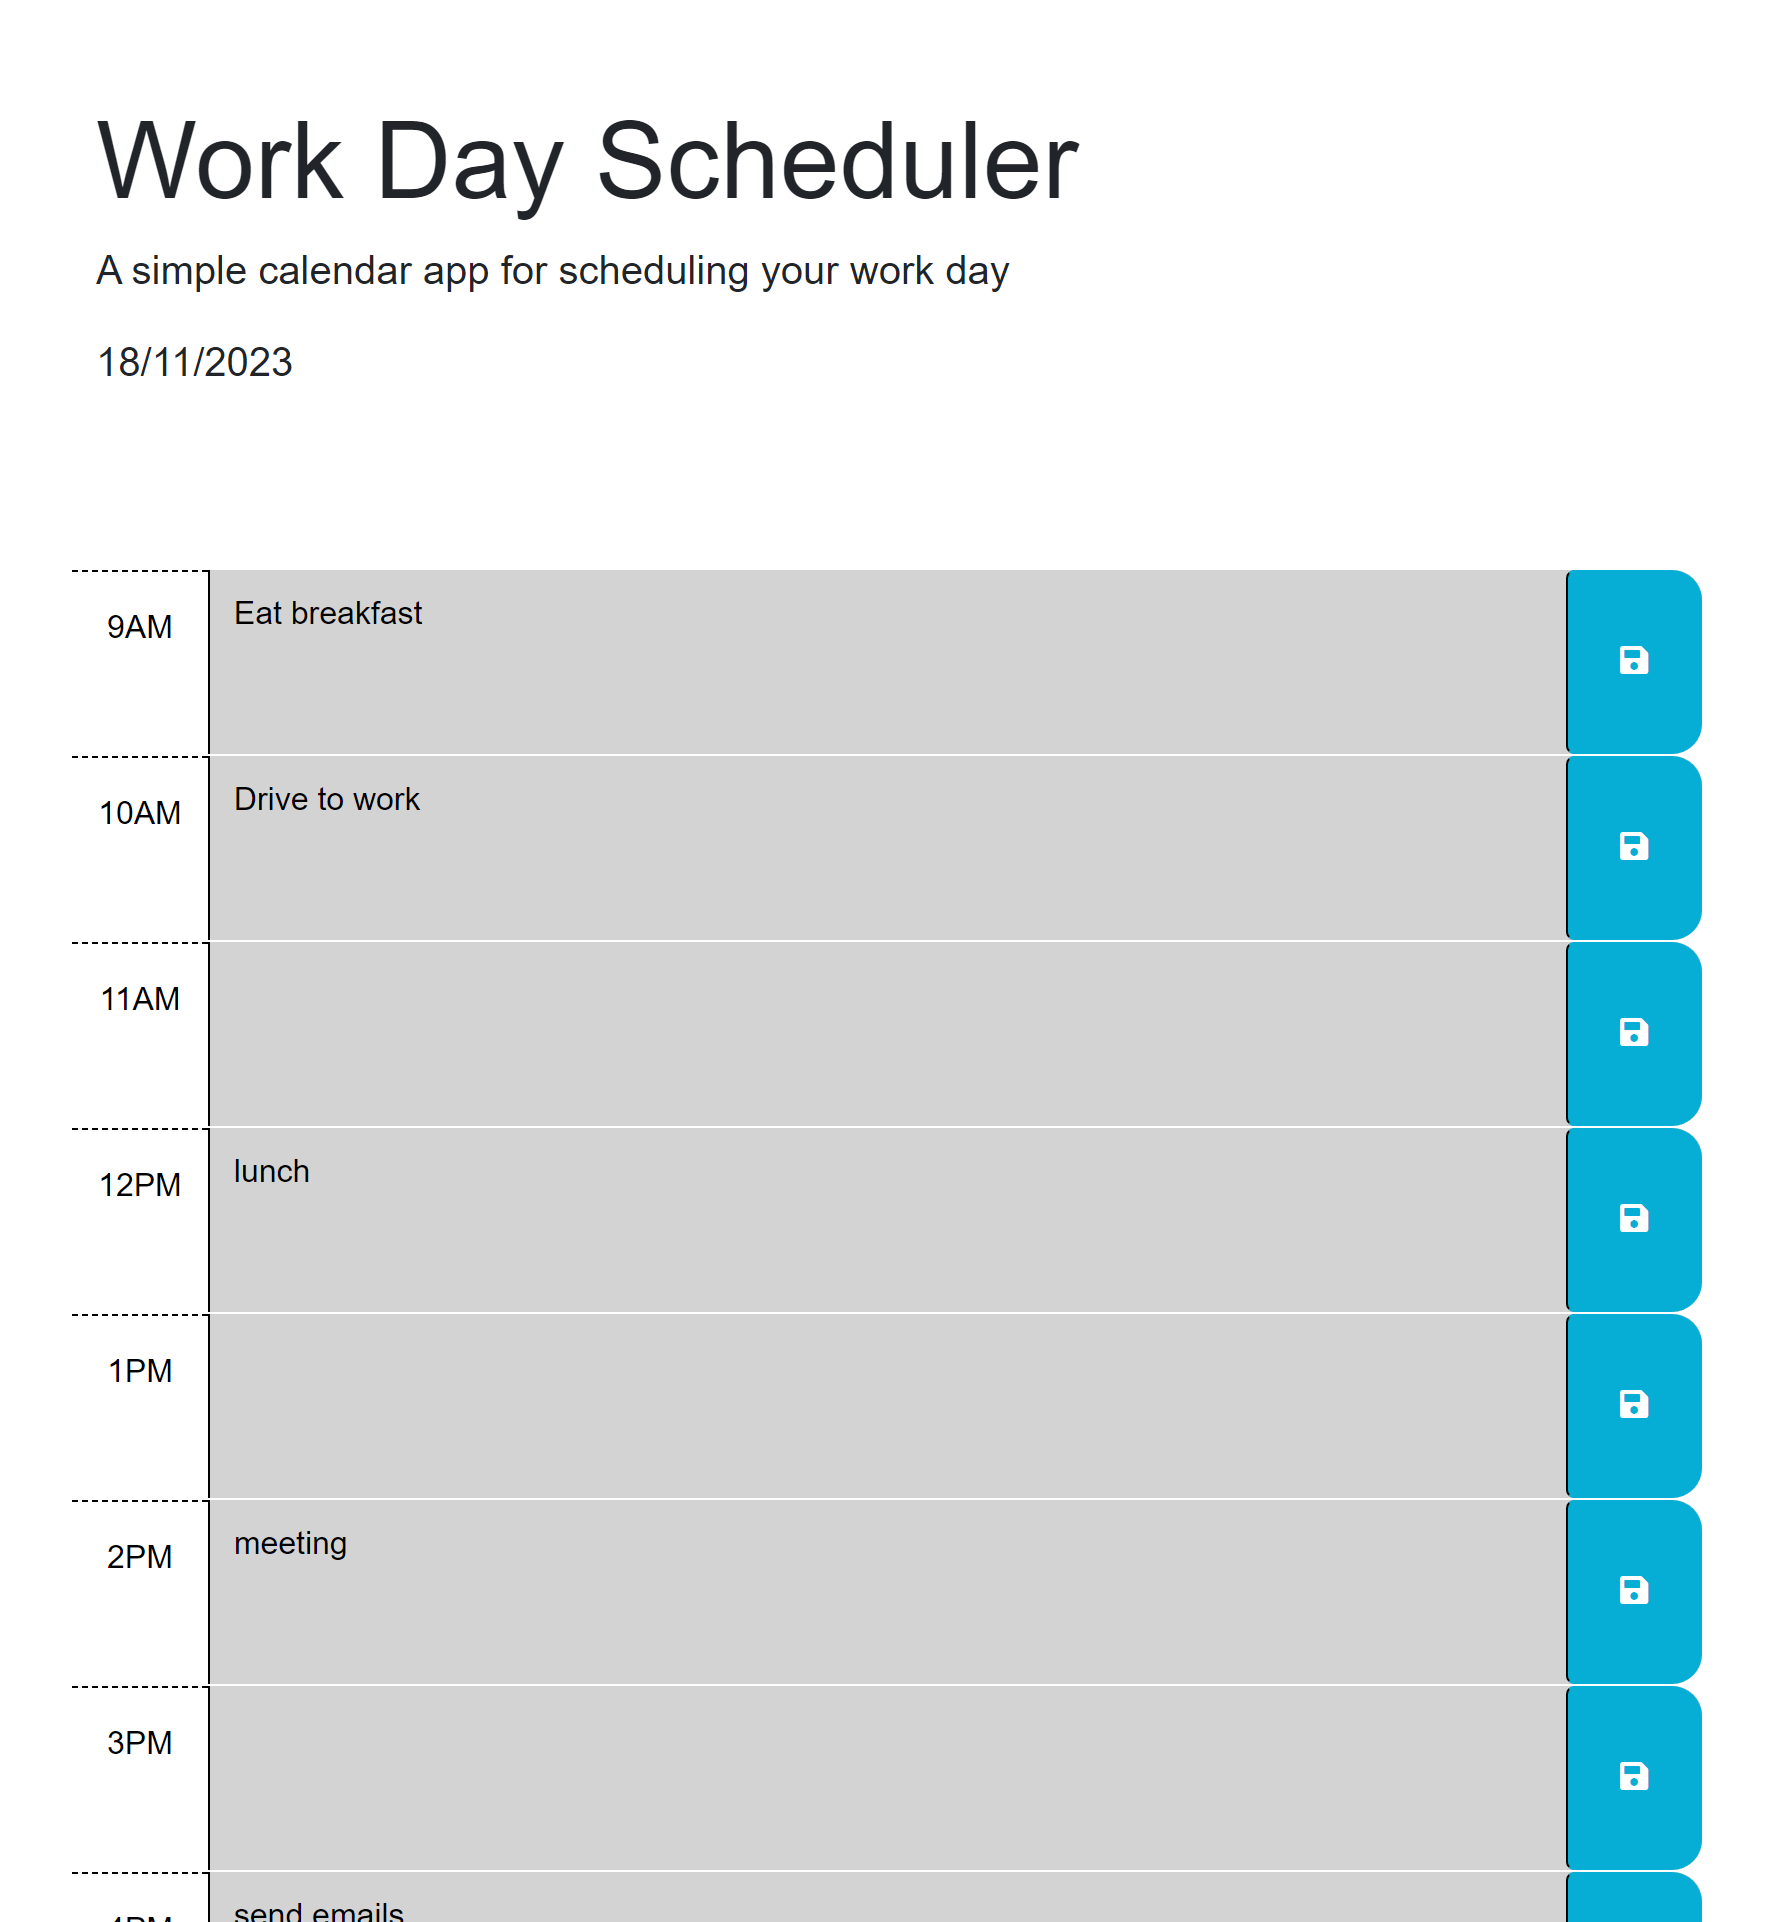 Work Day Scheduler
A simple calendar app for scheduling your work day
18/11/2023
9AM
Eat breakfast
10AM
Drive to work
11AM
12PM
lunch
1PM
2PM
meeting
3PM
4PM
send emails